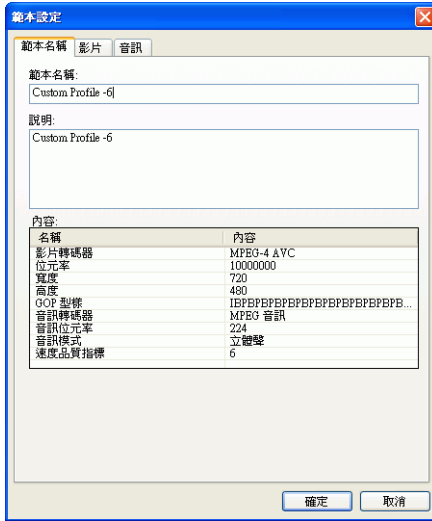 範本設定
範本名稱 影片 音訊
範本名稱:
Custom Profile -6
說明:
Custom Profile -6
內容:
名稱 內容
影片轉碼器 MPEG-4 AVC
位元率 10000000
寬度 720
高度 480
GOP 型樣 IBPBPBPBPBPBPBPBPBPBPBPBPBPB...
音訊轉碼器 MPEG 音訊
音訊位元率 224
音訊模式 立體聲
速度品質指標 6
確定 取消